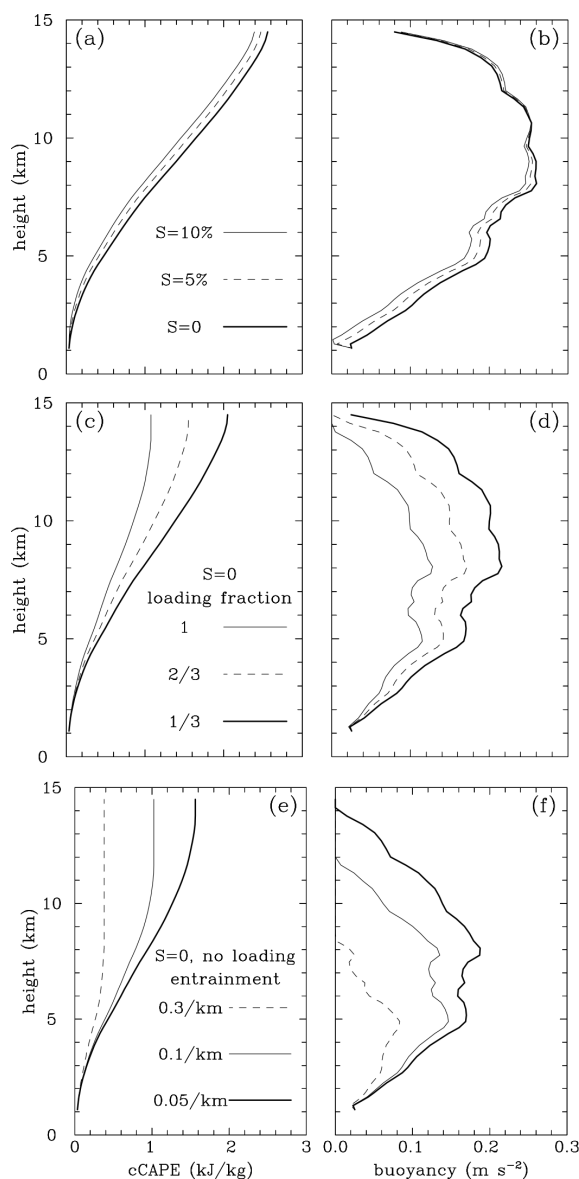 (a)
(b)
15
10
5
0
height (km)
S=10%
S=5%
S=0
(c)
(d)
15
10
5
0
height (km)
S=0
loading fraction
1
2/3
1/3
(e)
(f)
15
10
5
0
height (km)
S=0, no loading
entrainment
0.3/km
0.1/km
0.05/km
0 1 2 3 0.0 0.1 0.2 0.3
cCAPE (kJ/kg) buoyancy (m s⁻²)